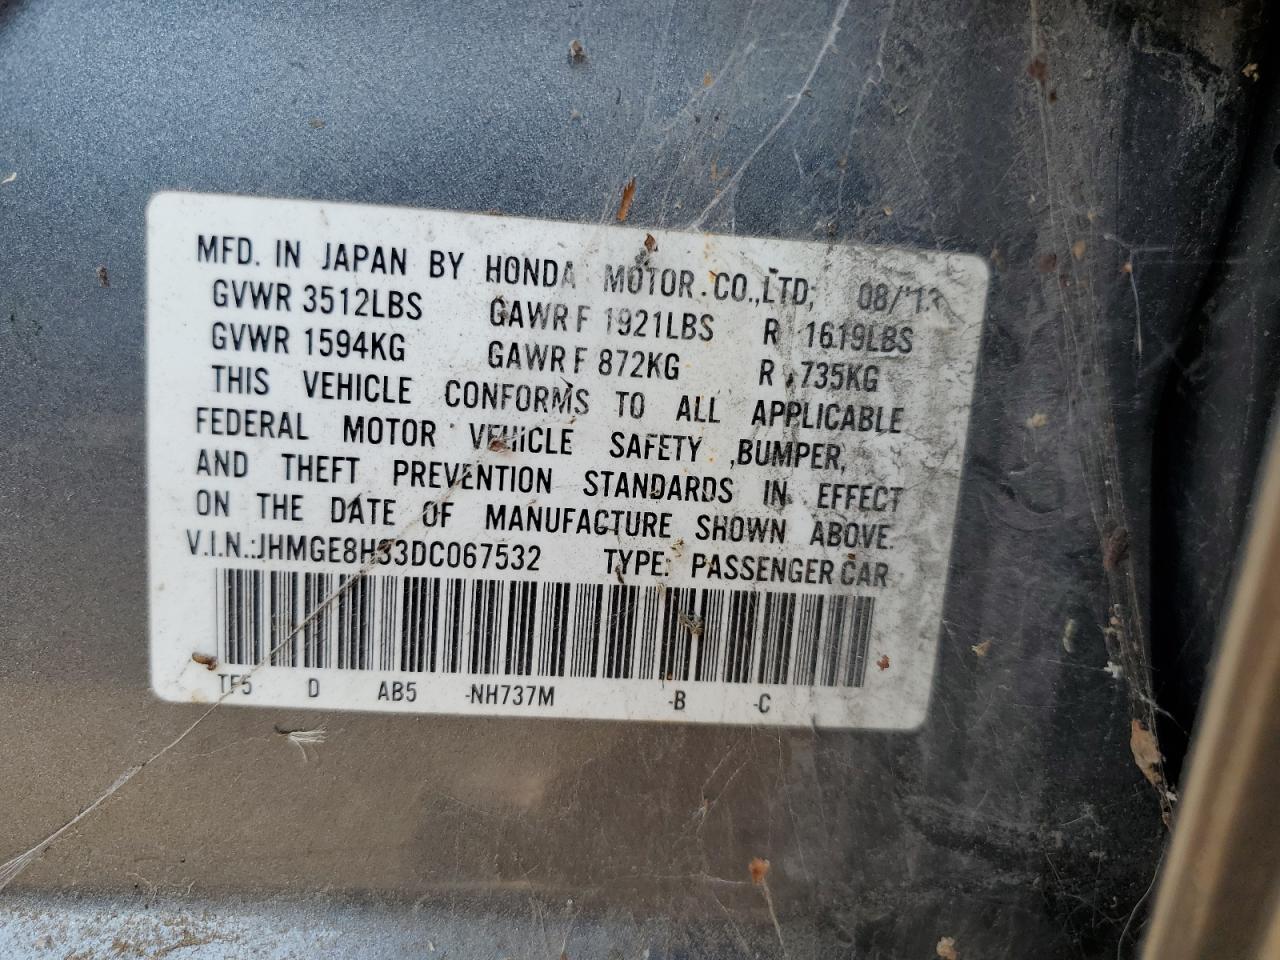 MFD. IN JAPAN BY HONDA MOTOR.CO.,LTD; 08/'13
GVWR 3512LBS GAWR F 1921LBS R 1619LBS
GVWR 1594KG GAWR F 872KG R 735KG
THIS VEHICLE CONFORMS TO ALL APPLICABLE
FEDERAL MOTOR VEHICLE SAFETY ,BUMPER,
AND THEFT PREVENTION STANDARDS IN EFFECT
ON THE DATE OF MANUFACTURE SHOWN ABOVE.
V.I.N.:JHMGE8H33DC067532 TYPE: PASSENGER CAR
TF5 D AB5 -NH737M -B -C